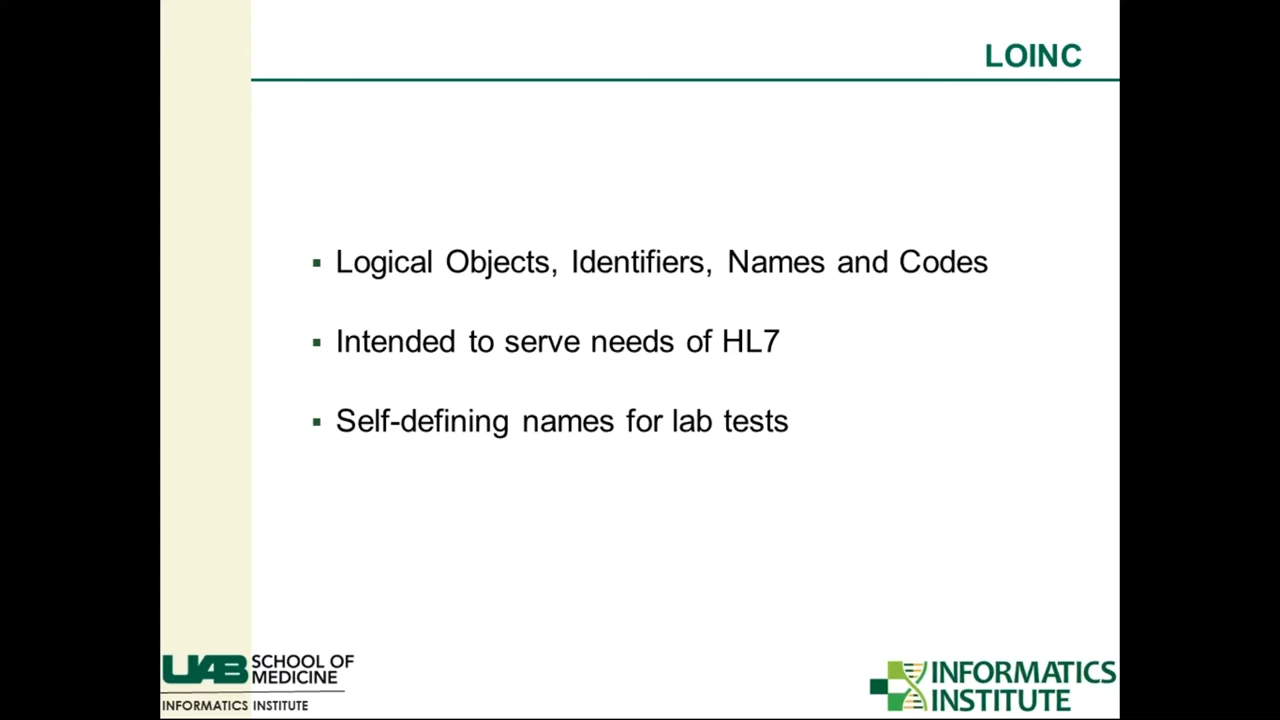 LOINC
Logical Objects, Identifiers, Names and Codes
Intended to serve needs of HL7
Self-defining names for lab tests
UAB SCHOOL OF
MEDICINE
INFORMATICS INSTITUTE
INFORMATICS
INSTITUTE